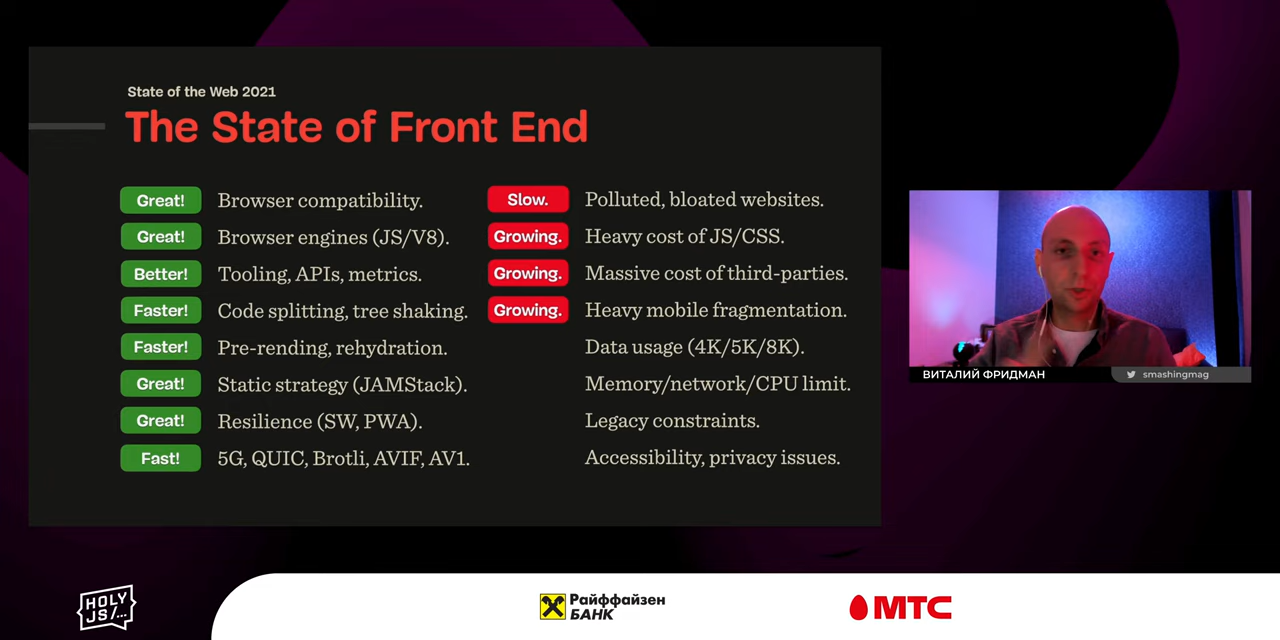 State of the Web 2021
The State of Front End
Great! Browser compatibility.
Great! Browser engines (JS/V8).
Better! Tooling, APIs, metrics.
Faster! Code splitting, tree shaking.
Faster! Pre-rending, rehydration.
Great! Static strategy (JAMStack).
Great! Resilience (SW, PWA).
Fast! 5G, QUIC, Brotli, AVIF, AV1.
Slow. Polluted, bloated websites.
Growing. Heavy cost of JS/CSS.
Growing. Massive cost of third-parties.
Growing. Heavy mobile fragmentation.
Data usage (4K/5K/8K).
Memory/network/CPU limit.
Legacy constraints.
Accessibility, privacy issues.
ВИТАЛИЙ ФРИДМАН
smashingmag
HOLY
JS/...
Райффайзен
БАНК
МТС